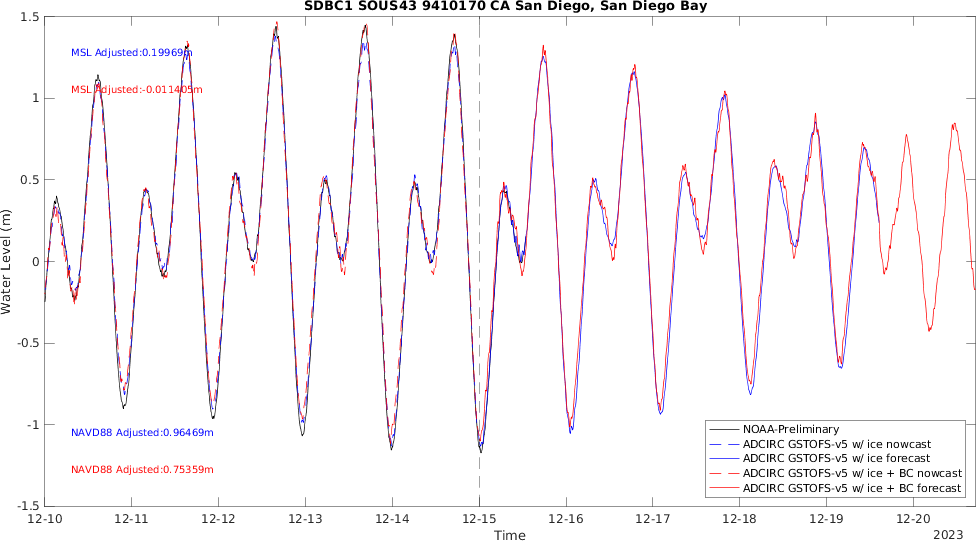 SDBC1 SOUS43 9410170 CA San Diego, San Diego Bay
1.5
1
0.5
0
-0.5
-1
-1.5
Water Level (m)
MSL Adjusted:0.19969m
MSL Adjusted:-0.011405m
NAVD88 Adjusted:0.96469m
NAVD88 Adjusted:0.75359m
NOAA-Preliminary
ADCIRC GSTOFS-v5 w/ ice nowcast
ADCIRC GSTOFS-v5 w/ ice forecast
ADCIRC GSTOFS-v5 w/ ice + BC nowcast
ADCIRC GSTOFS-v5 w/ ice + BC forecast
12-10 12-11 12-12 12-13 12-14 12-15 12-16 12-17 12-18 12-19 12-20
Time
2023